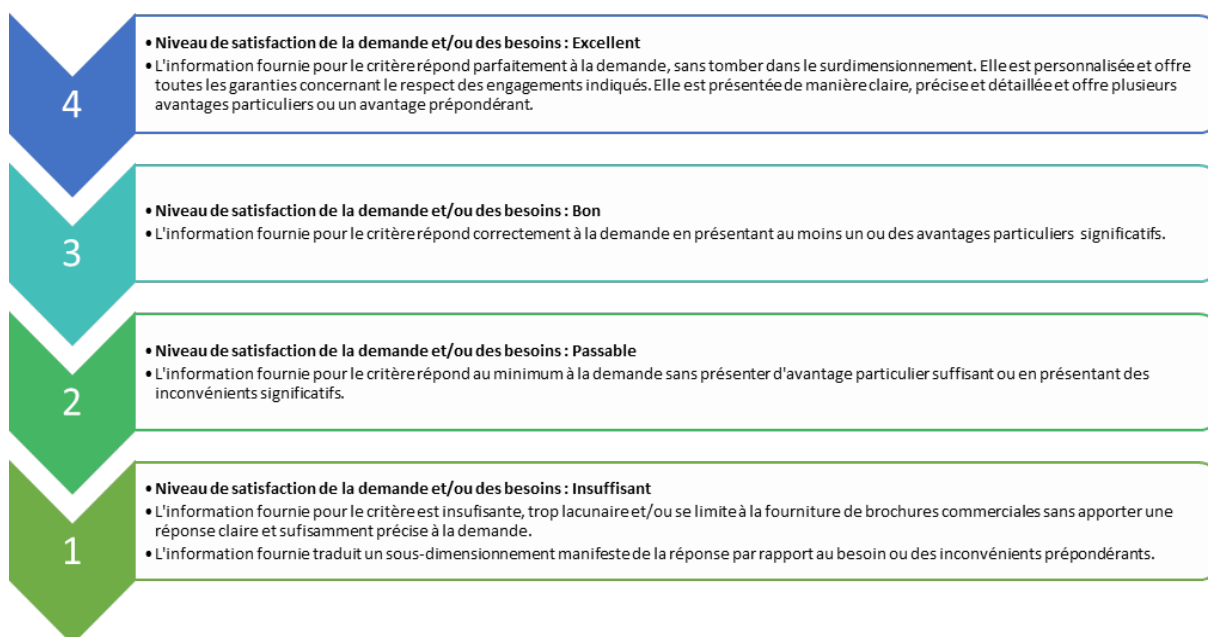 4
• Niveau de satisfaction de la demande et/ou des besoins : Excellent
• L'information fournie pour le critère répond parfaitement à la demande, sans tomber dans le surdimensionnement. Elle est personnalisée et offre
toutes les garanties concernant le respect des engagements indiqués. Elle est présentée de manière claire, précise et détaillée et offre plusieurs
avantages particuliers ou un avantage prépondérant.
3
• Niveau de satisfaction de la demande et/ou des besoins : Bon
• L'information fournie pour le critère répond correctement à la demande en présentant au moins un ou des avantages particuliers significatifs.
2
• Niveau de satisfaction de la demande et/ou des besoins : Passable
• L'information fournie pour le critère répond au minimum à la demande sans présenter d'avantage particulier suffisant ou en présentant des
inconvénients significatifs.
1
• Niveau de satisfaction de la demande et/ou des besoins : Insuffisant
• L'information fournie pour le critère est insufisante, trop lacunaire et/ou se limite à la fourniture de brochures commerciales sans apporter une
réponse claire et sufisamment précise à la demande.
• L'information fournie traduit un sous-dimensionnement manifeste de la réponse par rapport au besoin ou des inconvénients prépondérants.